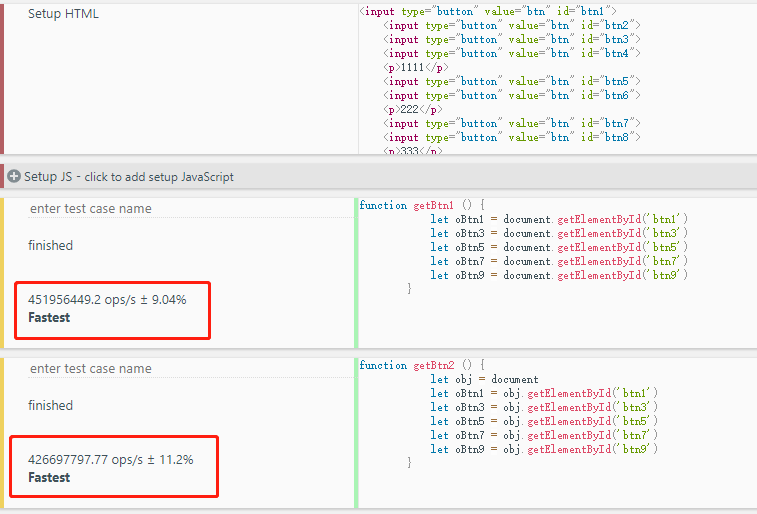 Setup HTML
<input type="button" value="btn" id="btn1">
<input type="button" value="btn" id="btn2">
<input type="button" value="btn" id="btn3">
<input type="button" value="btn" id="btn4">
<p>1111</p>
<input type="button" value="btn" id="btn5">
<input type="button" value="btn" id="btn6">
<p>222</p>
<input type="button" value="btn" id="btn7">
<input type="button" value="btn" id="btn8">
<p>333</p>
Setup JS - click to add setup JavaScript
enter test case name
finished
451956449.2 ops/s ± 9.04%
Fastest
function getBtn1 () {
let oBtn1 = document.getElementById('btn1')
let oBtn3 = document.getElementById('btn3')
let oBtn5 = document.getElementById('btn5')
let oBtn7 = document.getElementById('btn7')
let oBtn9 = document.getElementById('btn9')
}
enter test case name
finished
426697797.77 ops/s ± 11.2%
Fastest
function getBtn2 () {
let obj = document
let oBtn1 = obj.getElementById('btn1')
let oBtn3 = obj.getElementById('btn3')
let oBtn5 = obj.getElementById('btn5')
let oBtn7 = obj.getElementById('btn7')
let oBtn9 = obj.getElementById('btn9')
}